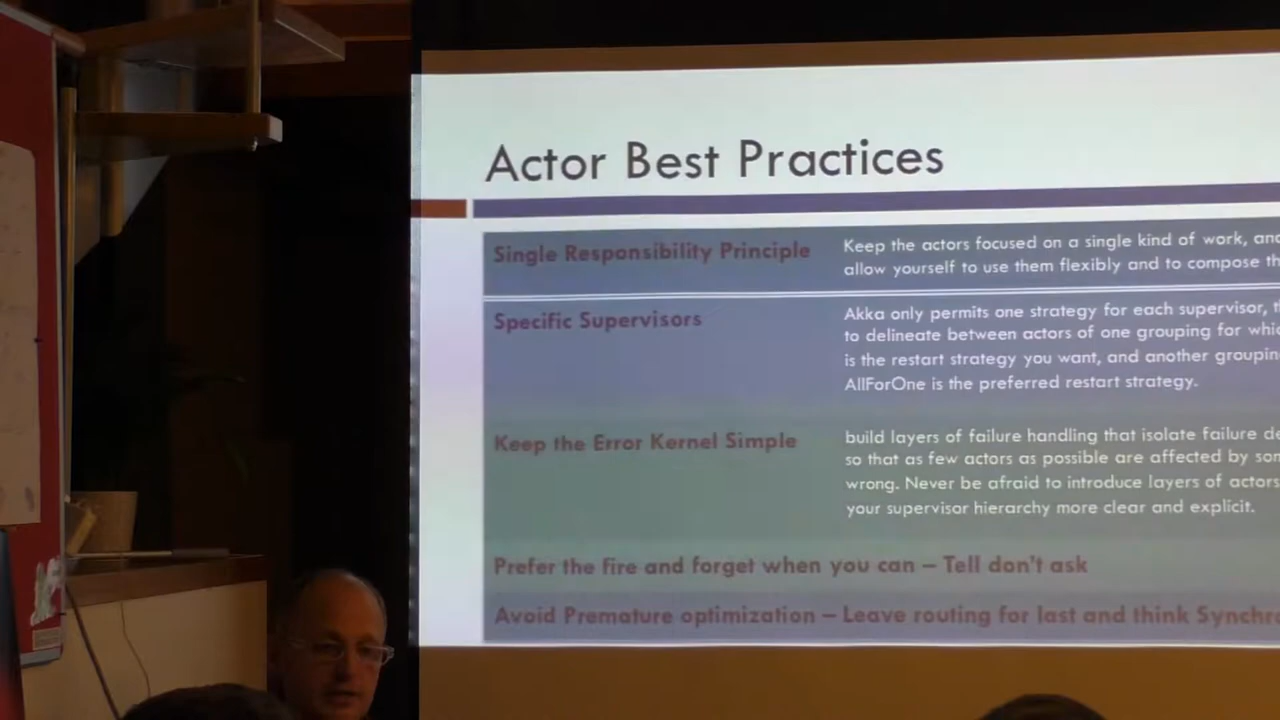 Actor Best Practices
Single Responsibility Principle
Keep the actors focused on a single kind of work, and
allow yourself to use them flexibly and to compose th
Specific Supervisors
Akka only permits one strategy for each supervisor, t
to delineate between actors of one grouping for whic
is the restart strategy you want, and another grouping
AllForOne is the preferred restart strategy.
Keep the Error Kernel Simple
build layers of failure handling that isolate failure de
so that as few actors as possible are affected by som
wrong. Never be afraid to introduce layers of actors
your supervisor hierarchy more clear and explicit.
Prefer the fire and forget when you can – Tell don't ask
Avoid Premature optimization – Leave routing for last and think Synchro